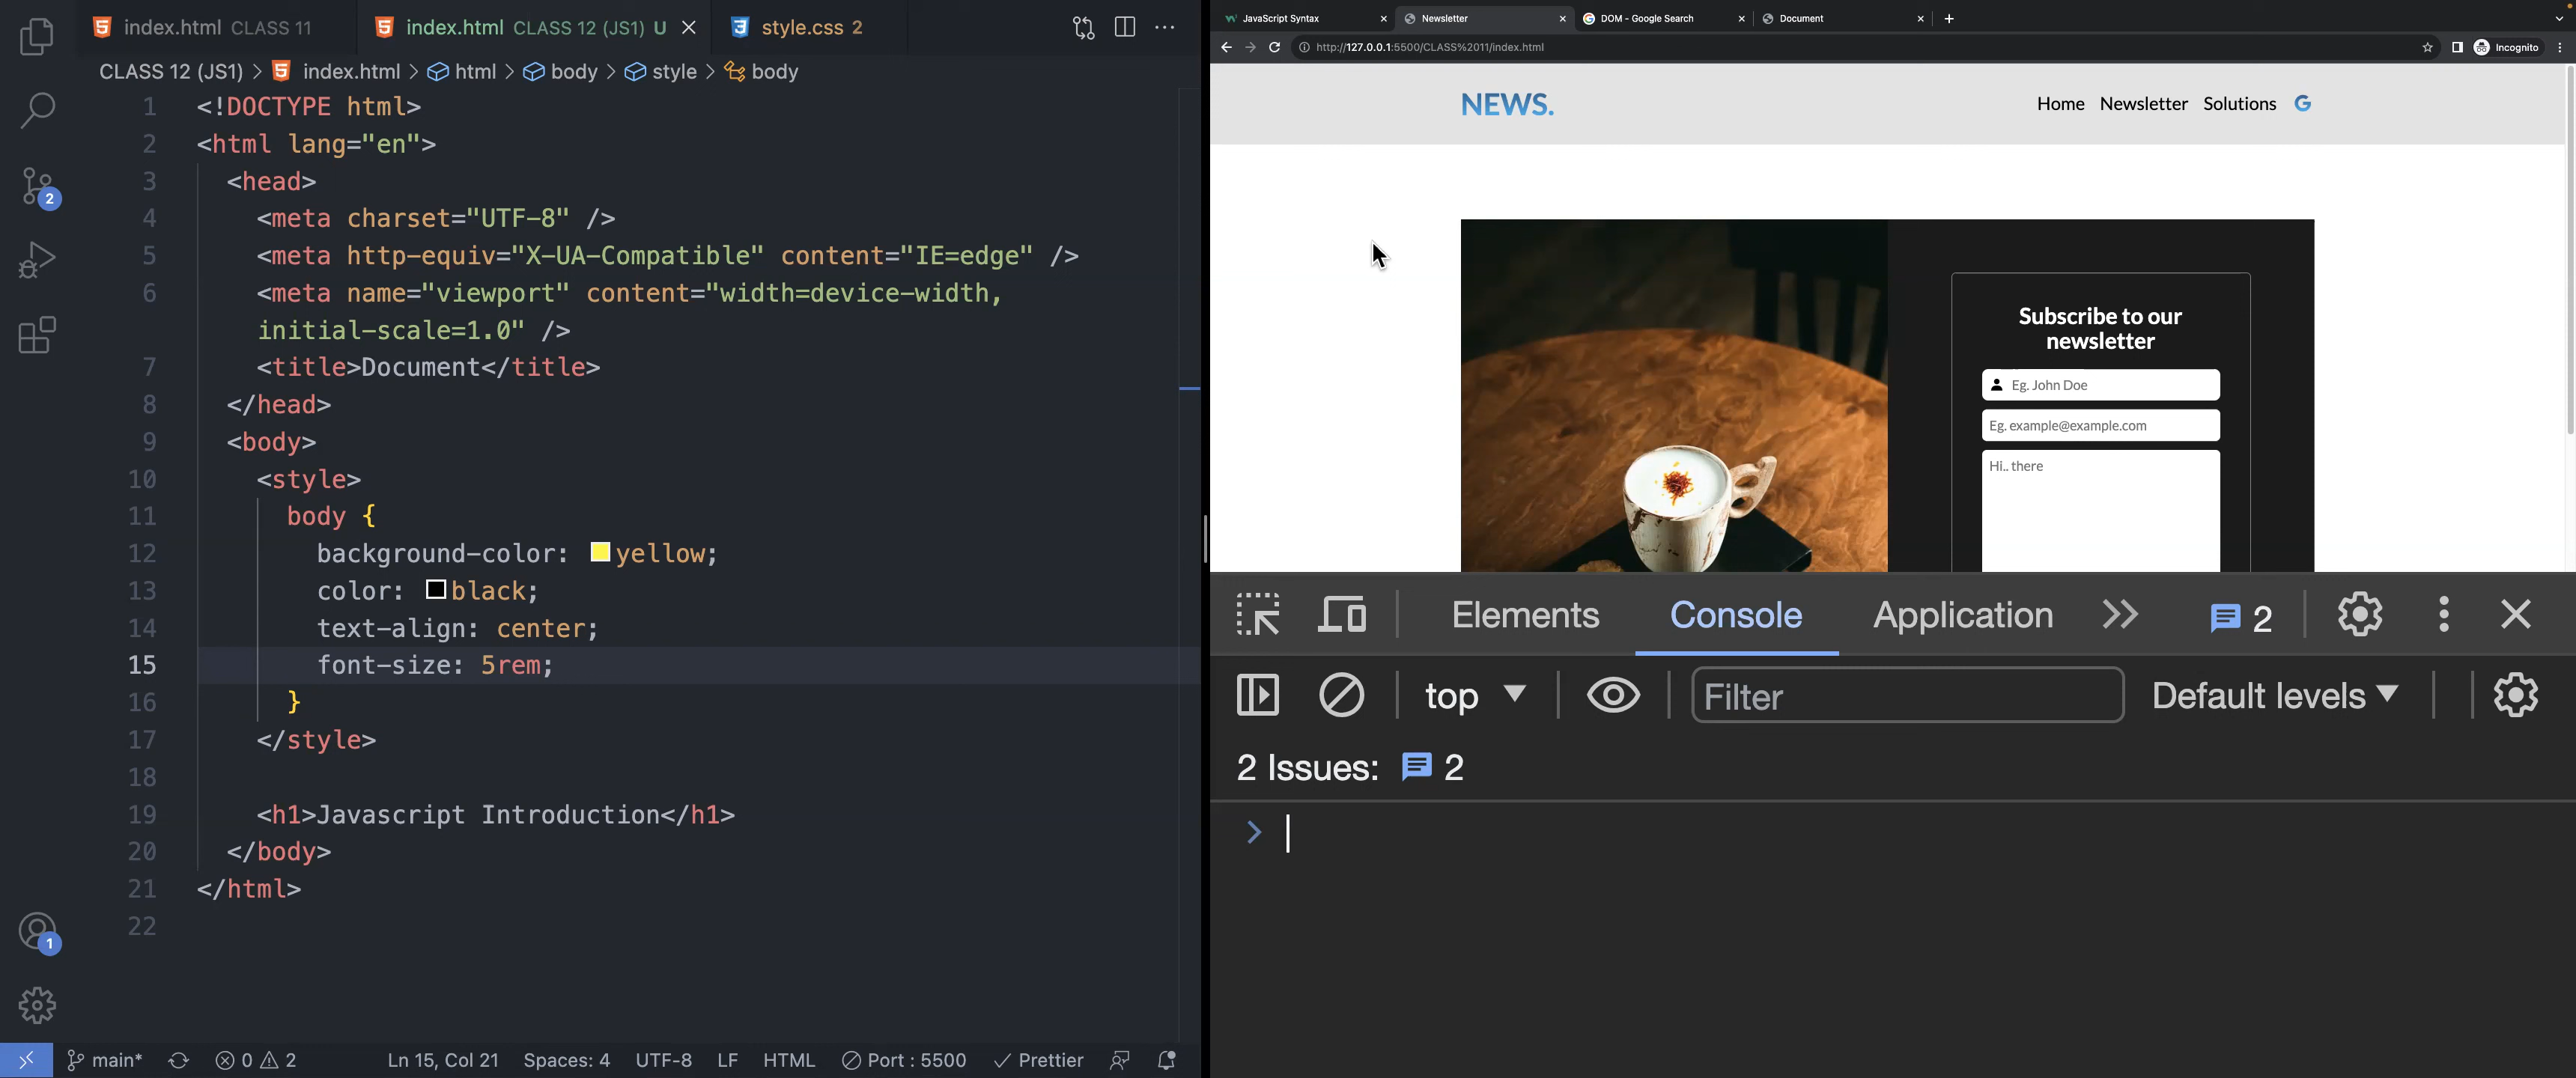 index.html CLASS 11
index.html CLASS 12 (JS1) U
style.css 2
CLASS 12 (JS1) > index.html > html > body > style > body
1 <!DOCTYPE html>
2 <html lang="en">
3 <head>
4 <meta charset="UTF-8" />
5 <meta http-equiv="X-UA-Compatible" content="IE=edge" />
6 <meta name="viewport" content="width=device-width,
initial-scale=1.0" />
7 <title>Document</title>
8 </head>
9 <body>
10 <style>
11 body {
12 background-color: yellow;
13 color: black;
14 text-align: center;
15 font-size: 5rem;
16 }
17 </style>
18
19 <h1>Javascript Introduction</h1>
20 </body>
21 </html>
22
2
1
main* 0 2 Ln 15, Col 21 Spaces: 4 UTF-8 LF HTML Port : 5500 Prettier
JavaScript Syntax
Newsletter
DOM - Google Search
Document
http://127.0.0.1:5500/CLASS%2011/index.html
Incognito
NEWS.
Home Newsletter Solutions G
Subscribe to our
newsletter
Eg. John Doe
Eg. example@example.com
Hi.. there
Elements Console Application 2
top Filter Default levels
2 Issues: 2
>